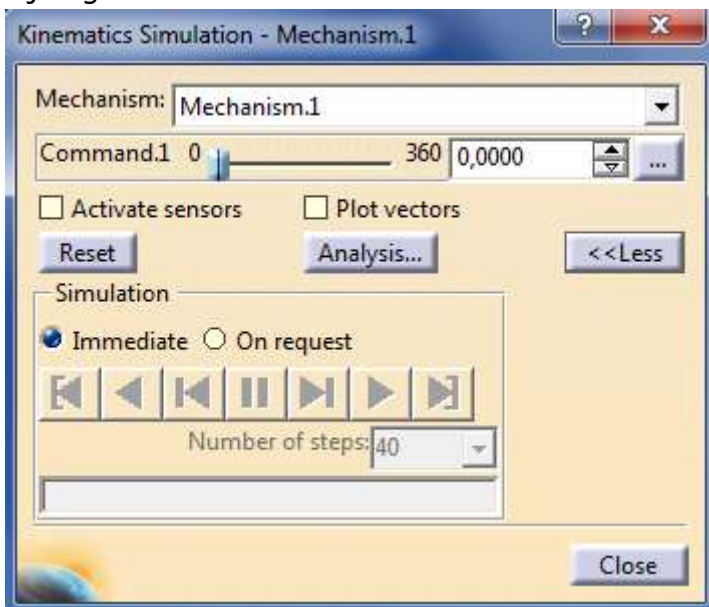 Kinematics Simulation - Mechanism.1
?
X
Mechanism: Mechanism.1
Command.1 0 360 0,0000 ...
Activate sensors Plot vectors
Reset Analysis... <<Less
Simulation
Immediate On request
Number of steps: 40
Close